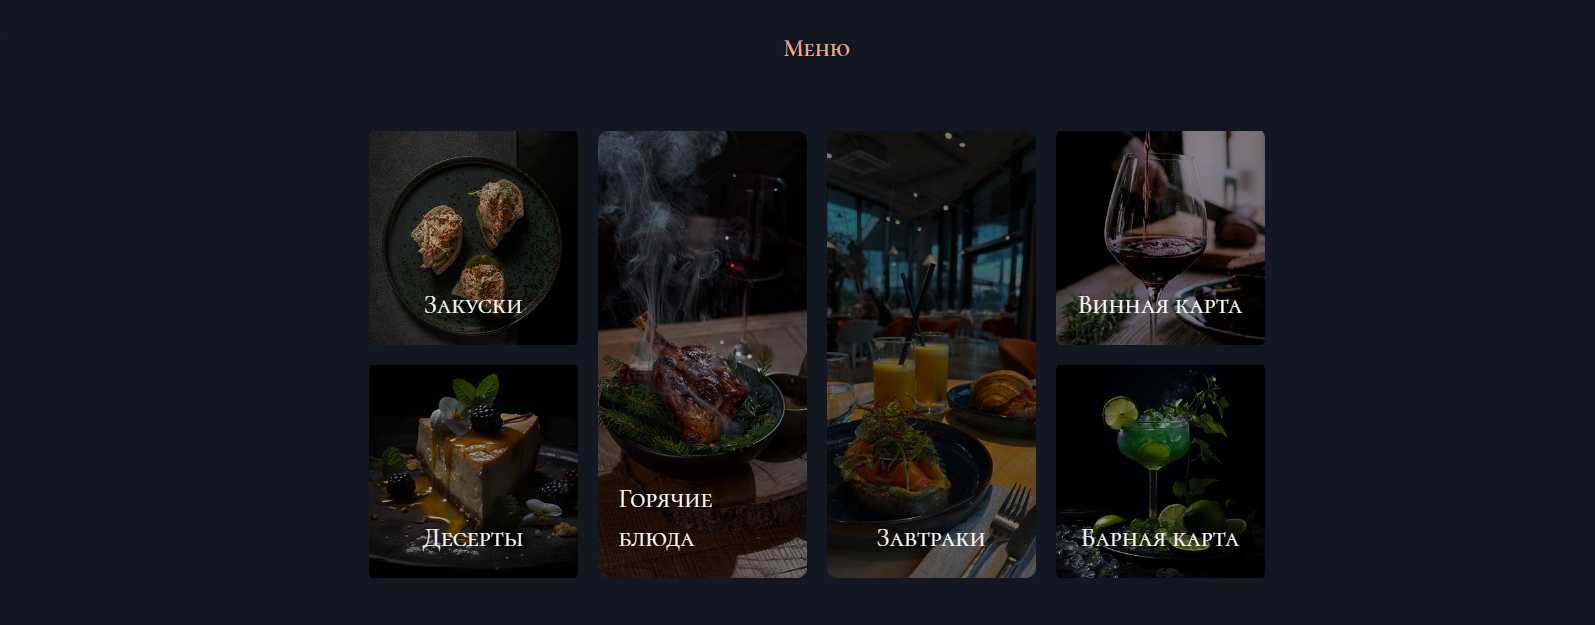 Меню
Закуски
Десерты
Горячие
блюда
Завтраки
Винная карта
Барная карта